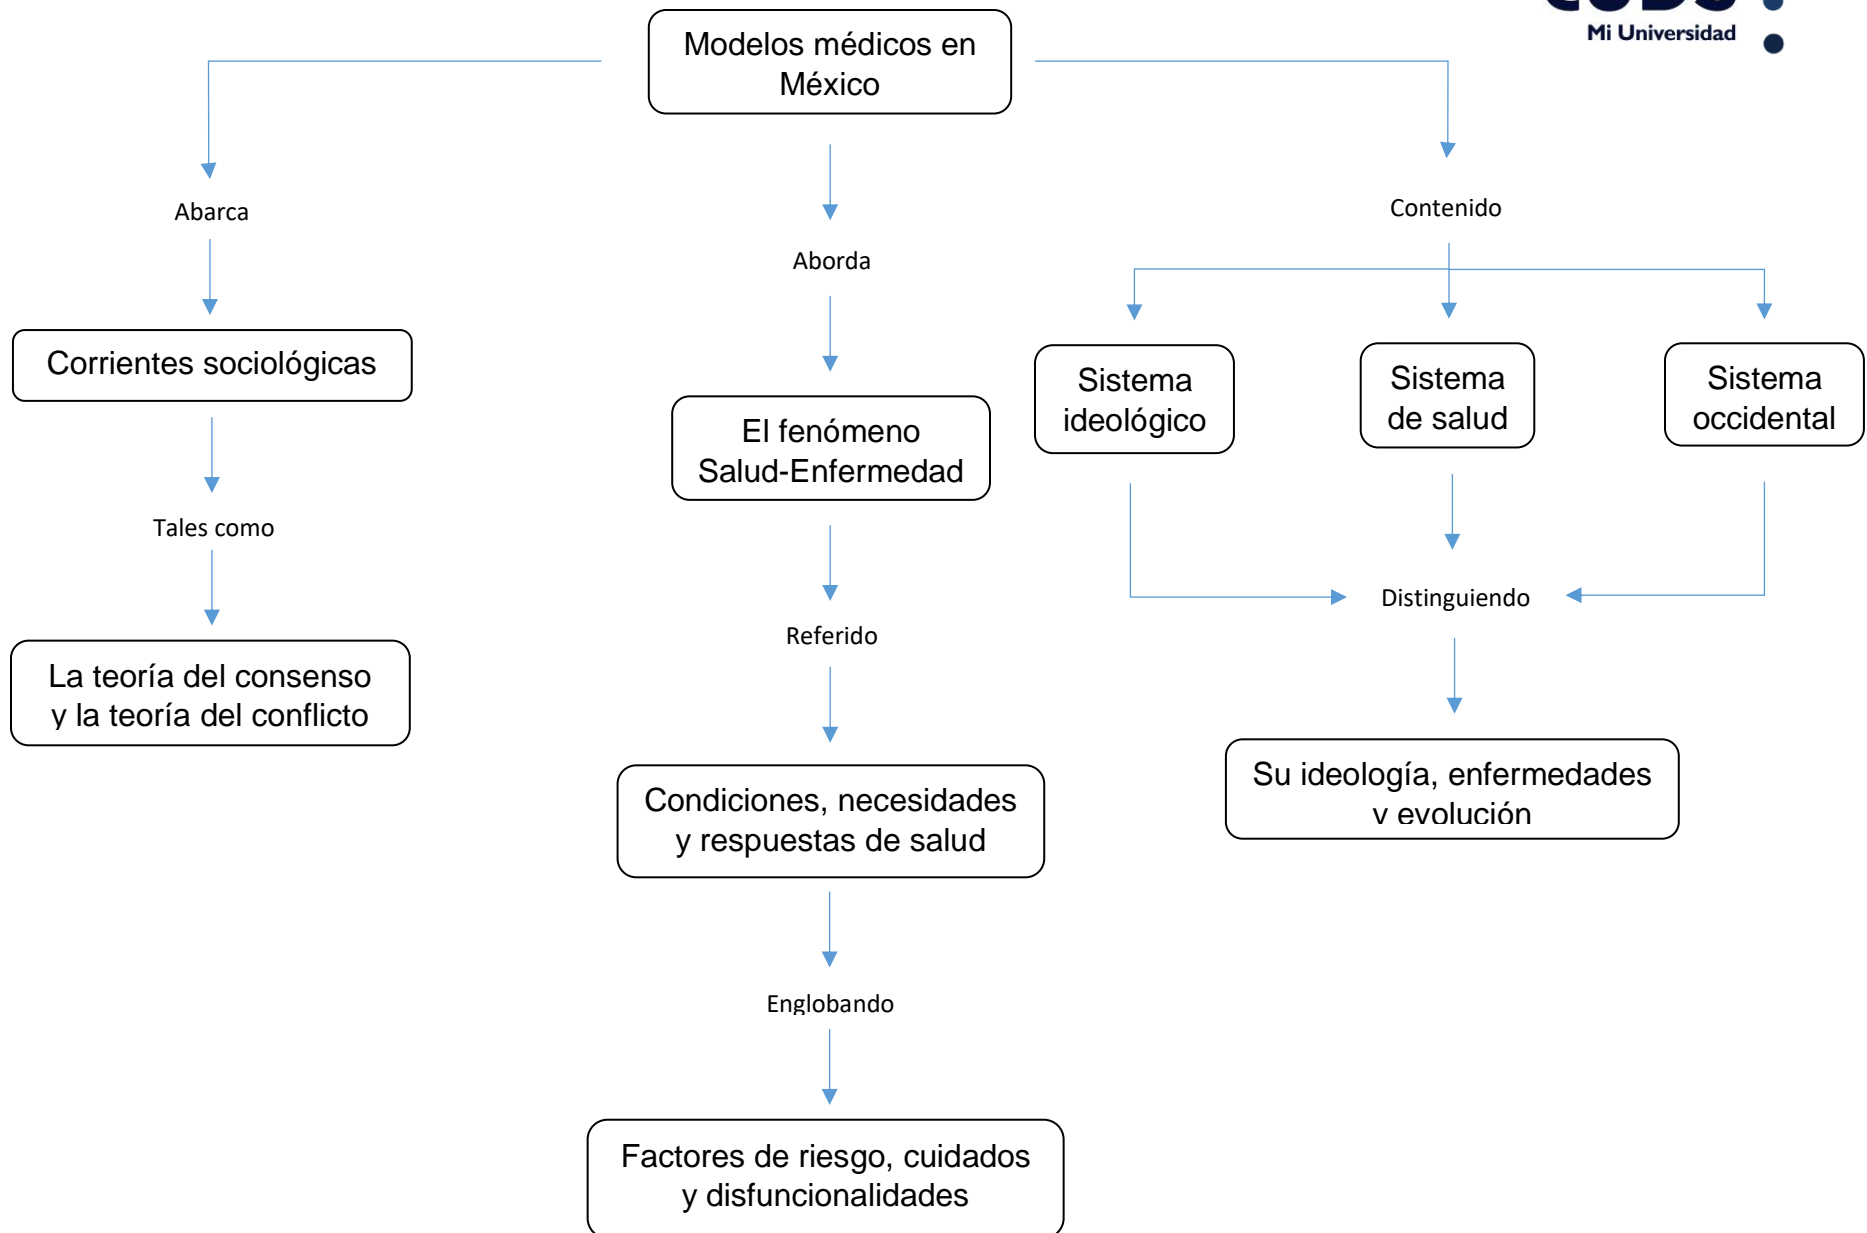 Mi Universidad
Modelos médicos en
México
Abarca
Corrientes sociológicas
Tales como
La teoría del consenso
y la teoría del conflicto
Aborda
El fenómeno
Salud-Enfermedad
Referido
Condiciones, necesidades
y respuestas de salud
Englobando
Factores de riesgo, cuidados
y disfuncionalidades
Contenido
Sistema
ideológico
Sistema
de salud
Sistema
occidental
Distinguiendo
Su ideología, enfermedades
y evolución